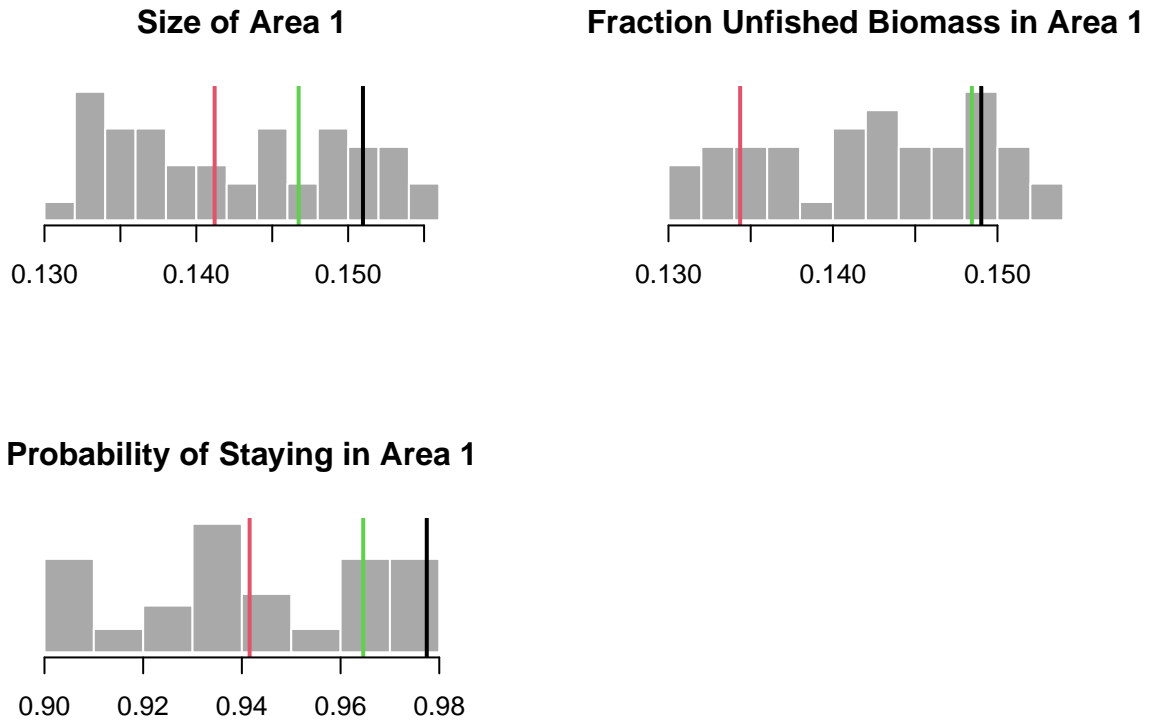 Size of Area 1
Fraction Unfished Biomass in Area 1
0.130 0.140 0.150
0.130 0.140 0.150
Probability of Staying in Area 1
0.90 0.92 0.94 0.96 0.98